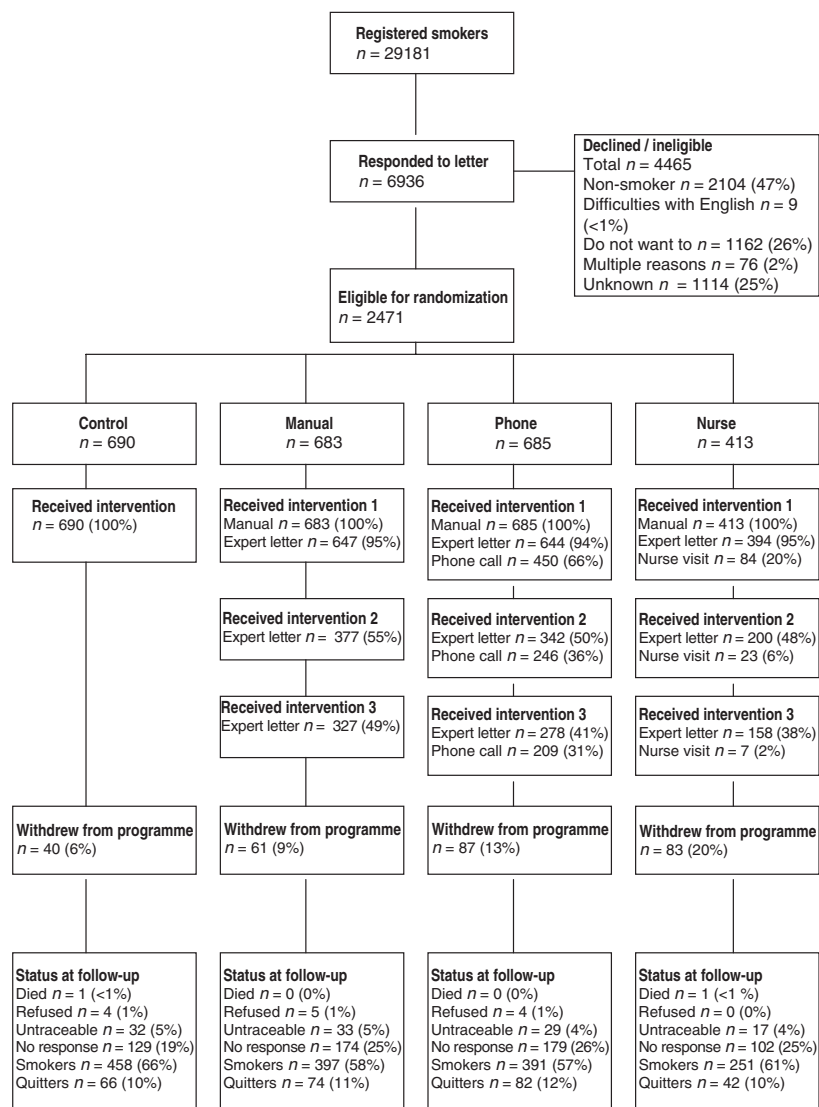 Registered smokers
n = 29181
Responded to letter
n = 6936
Declined / ineligible
Total n = 4465
Non-smoker n = 2104 (47%)
Difficulties with English n = 9
(<1%)
Do not want to n = 1162 (26%)
Multiple reasons n = 76 (2%)
Unknown n = 1114 (25%)
Eligible for randomization
n = 2471
Control
n = 690
Manual
n = 683
Phone
n = 685
Nurse
n = 413
Received intervention
n = 690 (100%)
Received intervention 1
Manual n = 683 (100%)
Expert letter n = 647 (95%)
Received intervention 1
Manual n = 685 (100%)
Expert letter n = 644 (94%)
Phone call n = 450 (66%)
Received intervention 1
Manual n = 413 (100%)
Expert letter n = 394 (95%)
Nurse visit n = 84 (20%)
Received intervention 2
Expert letter n = 377 (55%)
Received intervention 2
Expert letter n = 342 (50%)
Phone call n = 246 (36%)
Received intervention 2
Expert letter n = 200 (48%)
Nurse visit n = 23 (6%)
Received intervention 3
Expert letter n = 327 (49%)
Received intervention 3
Expert letter n = 278 (41%)
Phone call n = 209 (31%)
Received intervention 3
Expert letter n = 158 (38%)
Nurse visit n = 7 (2%)
Withdrew from programme
n = 40 (6%)
Withdrew from programme
n = 61 (9%)
Withdrew from programme
n = 87 (13%)
Withdrew from programme
n = 83 (20%)
Status at follow-up
Died n = 1 (<1%)
Refused n = 4 (1%)
Untraceable n = 32 (5%)
No response n = 129 (19%)
Smokers n = 458 (66%)
Quitters n = 66 (10%)
Status at follow-up
Died n = 0 (0%)
Refused n = 5 (1%)
Untraceable n = 33 (5%)
No response n = 174 (25%)
Smokers n = 397 (58%)
Quitters n = 74 (11%)
Status at follow-up
Died n = 0 (0%)
Refused n = 4 (1%)
Untraceable n = 29 (4%)
No response n = 179 (26%)
Smokers n = 391 (57%)
Quitters n = 82 (12%)
Status at follow-up
Died n = 1 (<1 %)
Refused n = 0 (0%)
Untraceable n = 17 (4%)
No response n = 102 (25%)
Smokers n = 251 (61%)
Quitters n = 42 (10%)